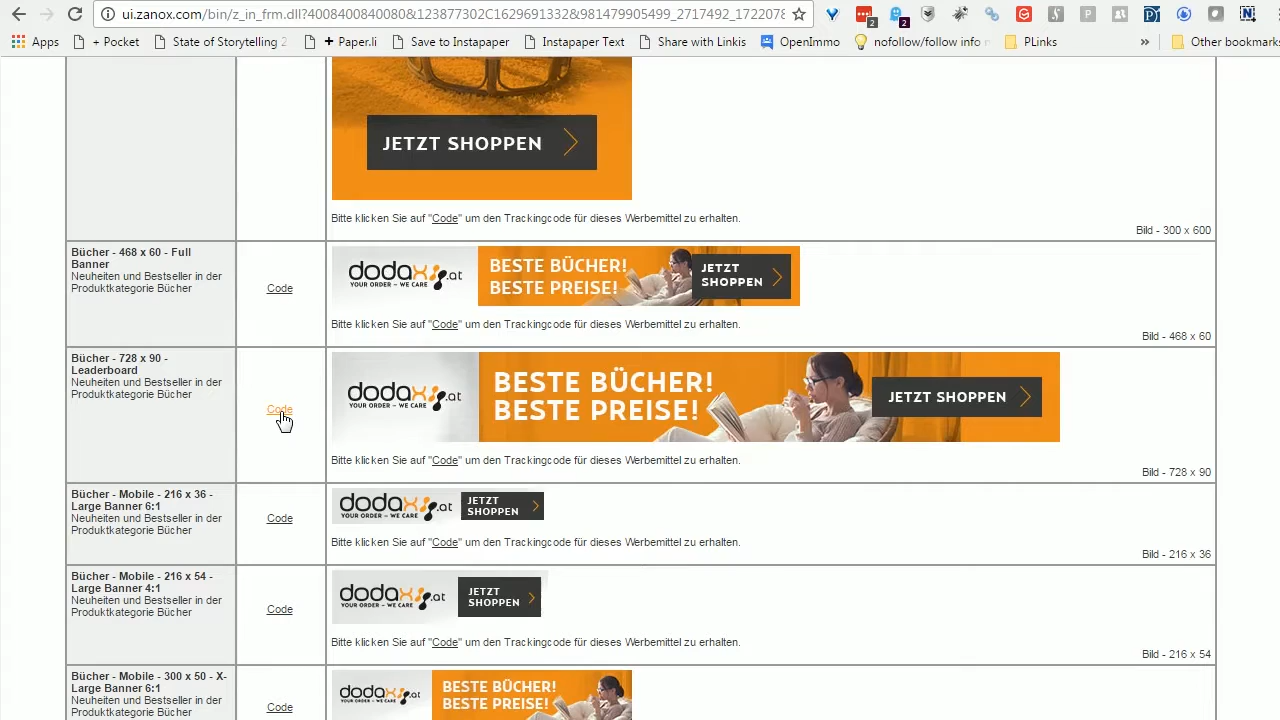 ui.zanox.com/bin/z_in_frm.dll?4008400840080&123877302C1629691332&981479905499_2717492_1722078
2
2
Apps
+ Pocket
State of Storytelling 2
+ Paper.li
Save to Instapaper
Instapaper Text
Share with Linkis
OpenImmo
nofollow/follow info
PLinks
»
Other bookmarks
JETZT SHOPPEN
Bitte klicken Sie auf "Code" um den Trackingcode für dieses Werbemittel zu erhalten.
Bild - 300 x 600
Bücher - 468 x 60 - Full
Banner
Neuheiten und Bestseller in der
Produktkategorie Bücher
Code
dodax.at
YOUR ORDER – WE CARE
BESTE BÜCHER!
BESTE PREISE!
JETZT
SHOPPEN
Bitte klicken Sie auf "Code" um den Trackingcode für dieses Werbemittel zu erhalten.
Bild - 468 x 60
Bücher - 728 x 90 -
Leaderboard
Neuheiten und Bestseller in der
Produktkategorie Bücher
Code
dodax.at
YOUR ORDER – WE CARE
BESTE BÜCHER!
BESTE PREISE!
JETZT SHOPPEN
Bitte klicken Sie auf "Code" um den Trackingcode für dieses Werbemittel zu erhalten.
Bild - 728 x 90
Bücher - Mobile - 216 x 36 -
Large Banner 6:1
Neuheiten und Bestseller in der
Produktkategorie Bücher
Code
dodax.at
YOUR ORDER – WE CARE
JETZT
SHOPPEN
Bitte klicken Sie auf "Code" um den Trackingcode für dieses Werbemittel zu erhalten.
Bild - 216 x 36
Bücher - Mobile - 216 x 54 -
Large Banner 4:1
Neuheiten und Bestseller in der
Produktkategorie Bücher
Code
dodax.at
YOUR ORDER – WE CARE
JETZT
SHOPPEN
Bitte klicken Sie auf "Code" um den Trackingcode für dieses Werbemittel zu erhalten.
Bild - 216 x 54
Bücher - Mobile - 300 x 50 - X-
Large Banner 6:1
Neuheiten und Bestseller in der
Produktkategorie Bücher
Code
dodax.at
YOUR ORDER – WE CARE
BESTE BÜCHER!
BESTE PREISE!